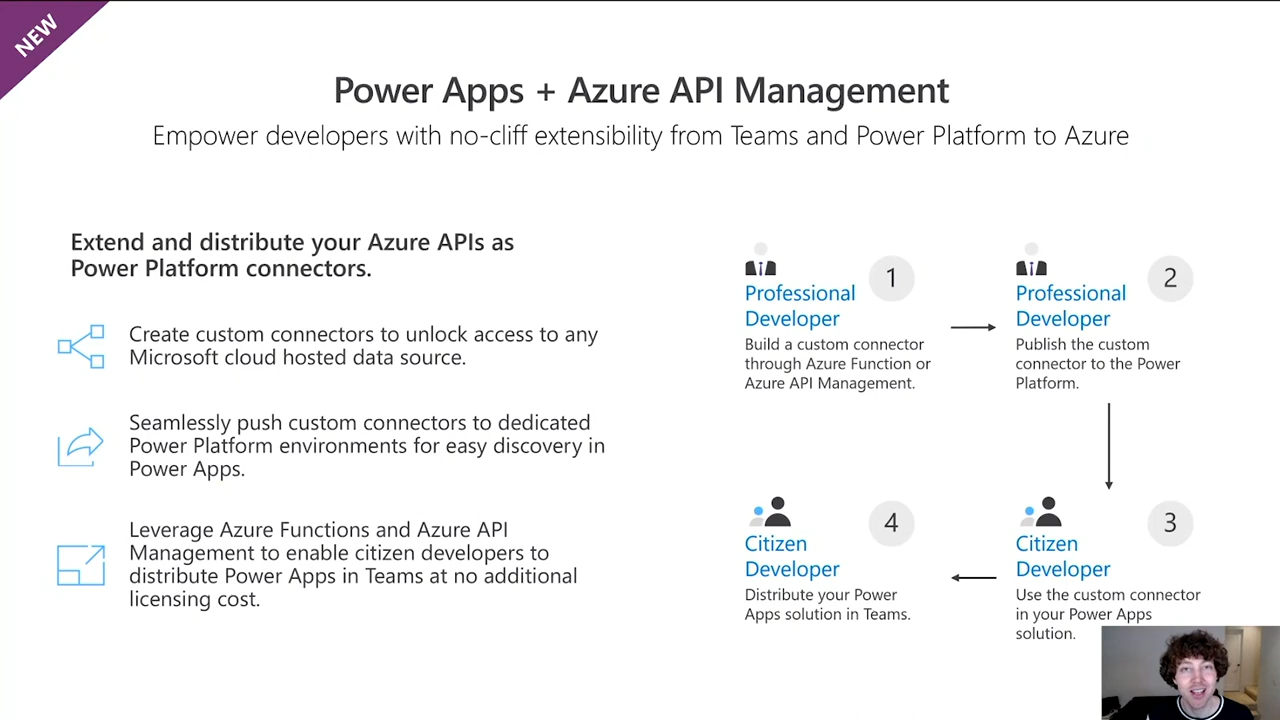 NEW
Power Apps + Azure API Management
Empower developers with no-cliff extensibility from Teams and Power Platform to Azure
Extend and distribute your Azure APIs as
Power Platform connectors.
Create custom connectors to unlock access to any
Microsoft cloud hosted data source.
Seamlessly push custom connectors to dedicated
Power Platform environments for easy discovery in
Power Apps.
Leverage Azure Functions and Azure API
Management to enable citizen developers to
distribute Power Apps in Teams at no additional
licensing cost.
1
Professional
Developer
Build a custom connector
through Azure Function or
Azure API Management.
2
Professional
Developer
Publish the custom
connector to the Power
Platform.
3
Citizen
Developer
Use the custom connector
in your Power Apps
solution.
4
Citizen
Developer
Distribute your Power
Apps solution in Teams.